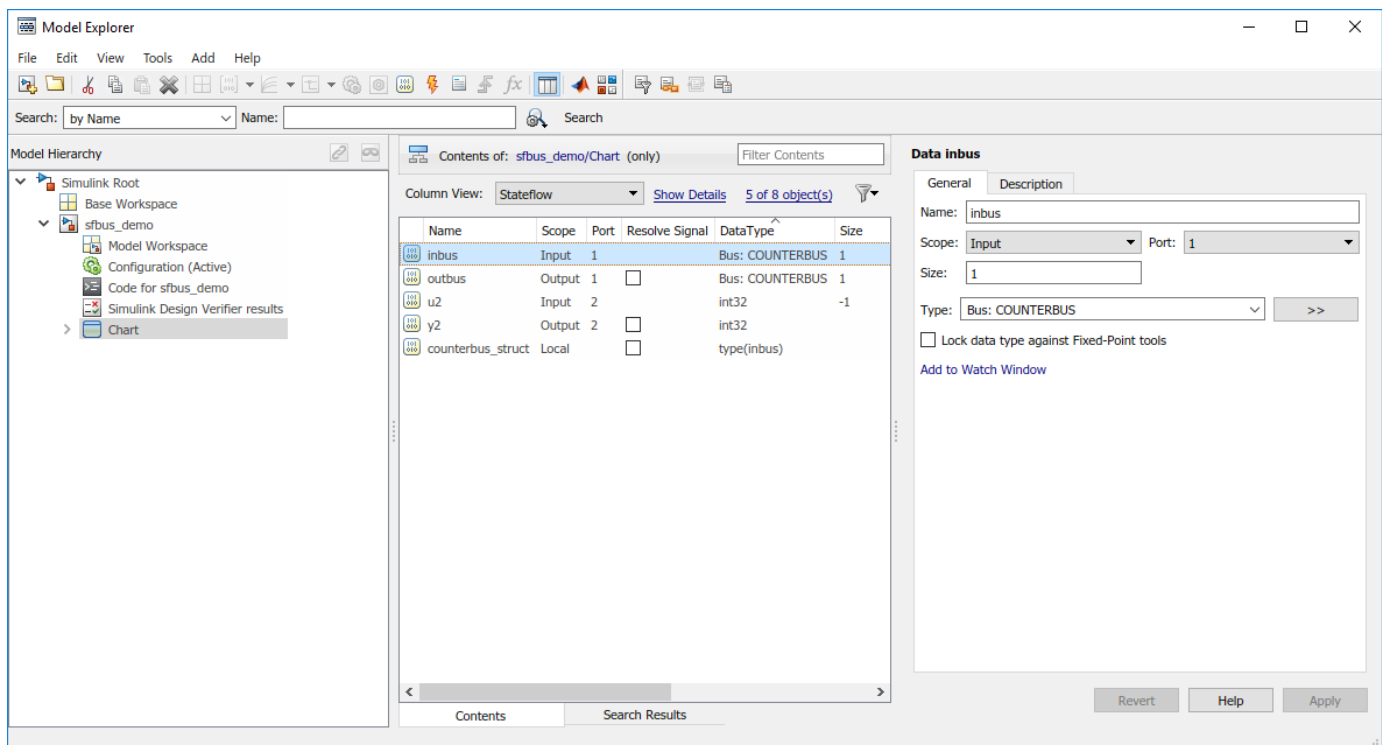 Model Explorer
File Edit View Tools Add Help
Search: by Name Name: Search
Model Hierarchy
Simulink Root
Base Workspace
sfbus_demo
Model Workspace
Configuration (Active)
Code for sfbus_demo
Simulink Design Verifier results
Chart
Contents of: sfbus_demo/Chart (only) Filter Contents
Column View: Stateflow Show Details 5 of 8 object(s)
Name Scope Port Resolve Signal DataType Size
inbus Input 1 Bus: COUNTERBUS 1
outbus Output 1 Bus: COUNTERBUS 1
u2 Input 2 int32 -1
y2 Output 2 int32
counterbus_struct Local type(inbus)
Contents Search Results
Data inbus
General Description
Name: inbus
Scope: Input Port: 1
Size: 1
Type: Bus: COUNTERBUS >>
Lock data type against Fixed-Point tools
Add to Watch Window
Revert Help Apply